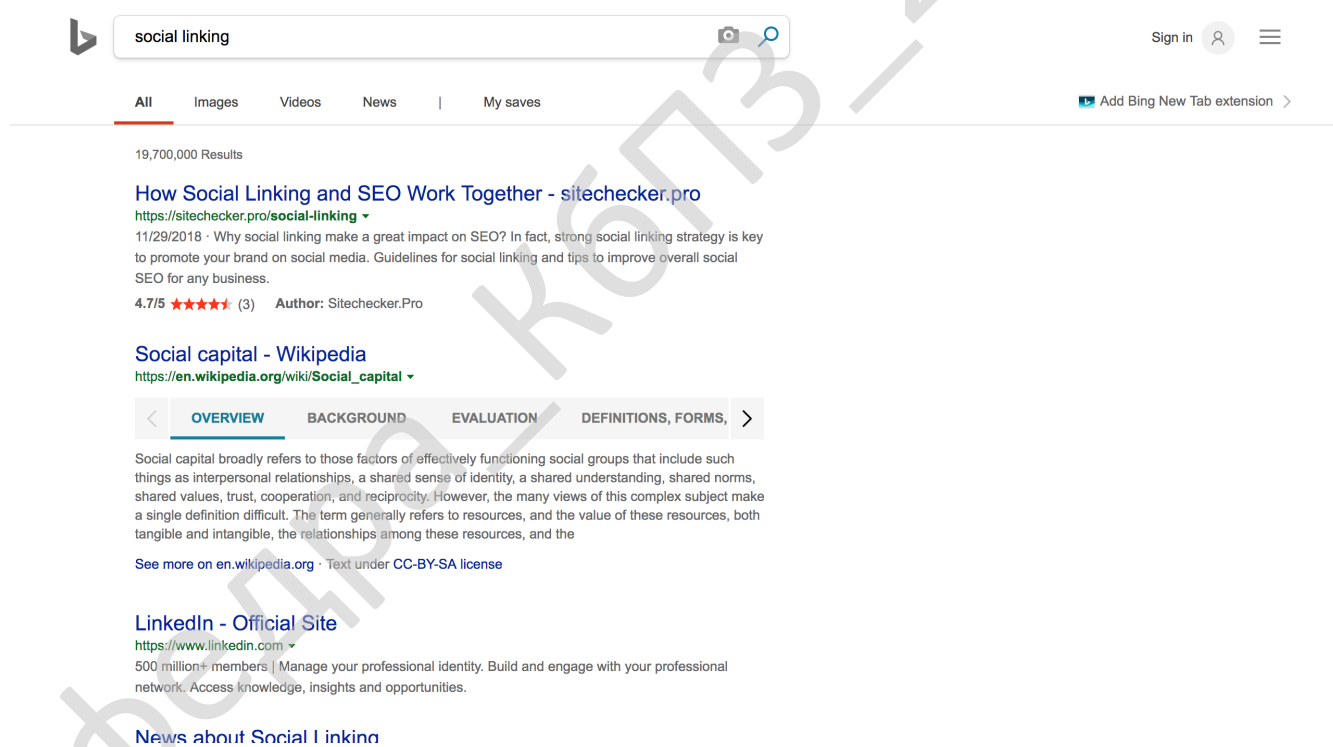 social linking
Sign in
All Images Videos News | My saves
Add Bing New Tab extension
19,700,000 Results
How Social Linking and SEO Work Together - sitechecker.pro
https://sitechecker.pro/social-linking
11/29/2018 · Why social linking make a great impact on SEO? In fact, strong social linking strategy is key
to promote your brand on social media. Guidelines for social linking and tips to improve overall social
SEO for any business.
4.7/5 (3) Author: Sitechecker.Pro
Social capital - Wikipedia
https://en.wikipedia.org/wiki/Social_capital
OVERVIEW BACKGROUND EVALUATION DEFINITIONS, FORMS,
Social capital broadly refers to those factors of effectively functioning social groups that include such
things as interpersonal relationships, a shared sense of identity, a shared understanding, shared norms,
shared values, trust, cooperation, and reciprocity. However, the many views of this complex subject make
a single definition difficult. The term generally refers to resources, and the value of these resources, both
tangible and intangible, the relationships among these resources, and the
See more on en.wikipedia.org · Text under CC-BY-SA license
LinkedIn - Official Site
https://www.linkedin.com
500 million+ members | Manage your professional identity. Build and engage with your professional
network. Access knowledge, insights and opportunities.
News about Social Linking
федра_КбПЗ_